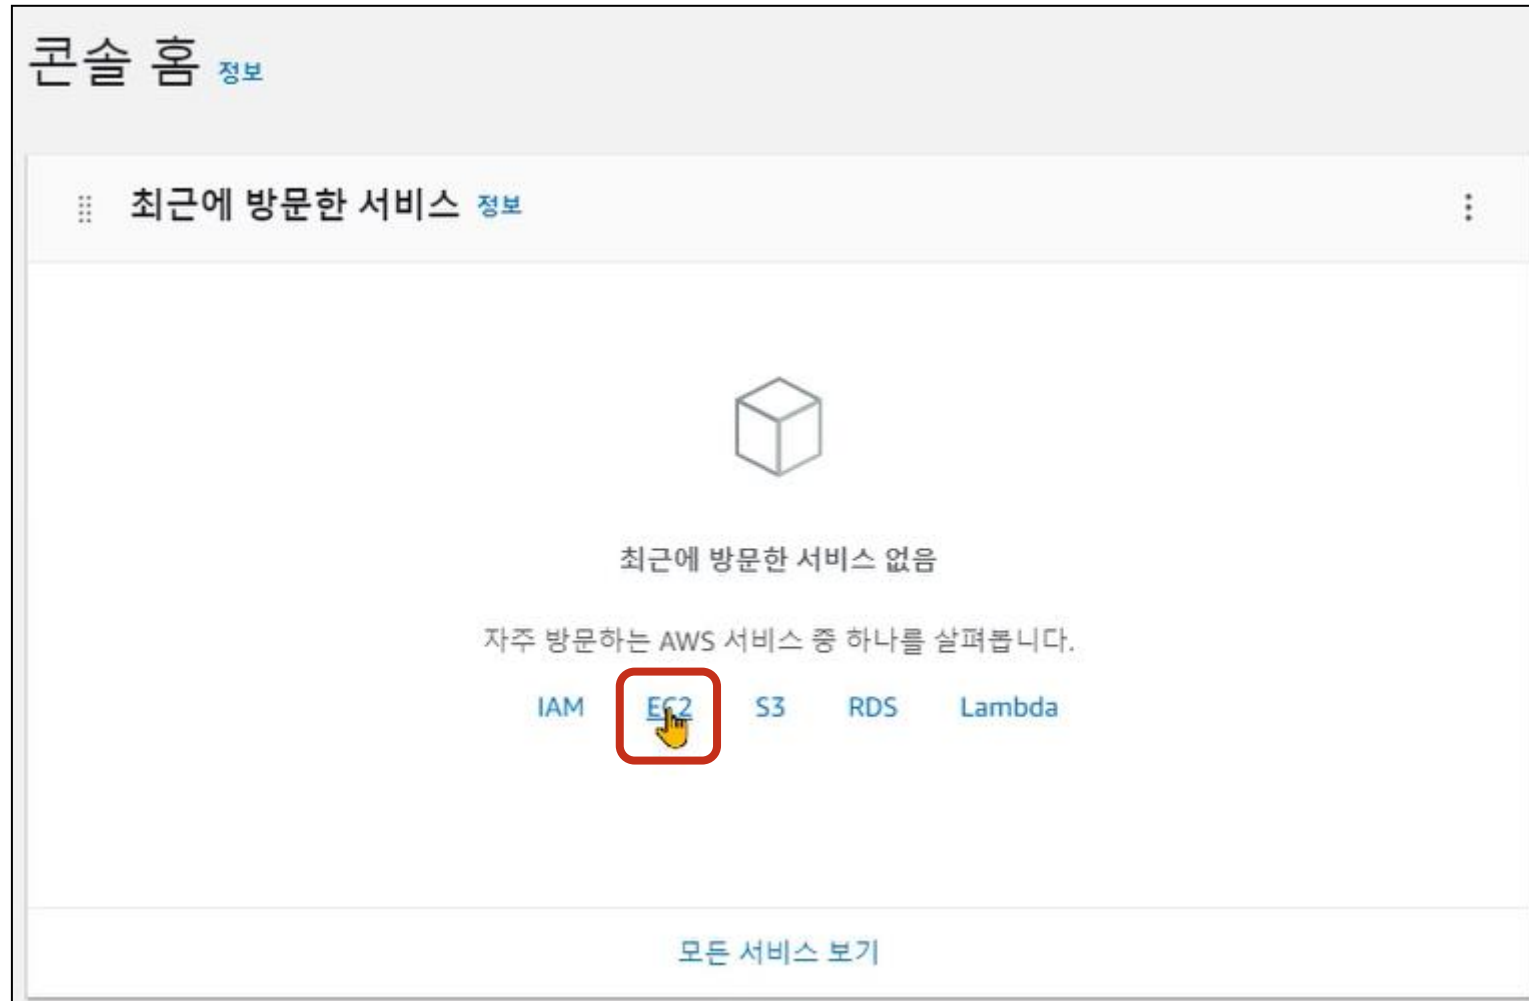 콘솔 홈 정보
최근에 방문한 서비스 정보
최근에 방문한 서비스 없음
자주 방문하는 AWS 서비스 중 하나를 살펴봅니다.
IAM EC2 S3 RDS Lambda
모든 서비스 보기